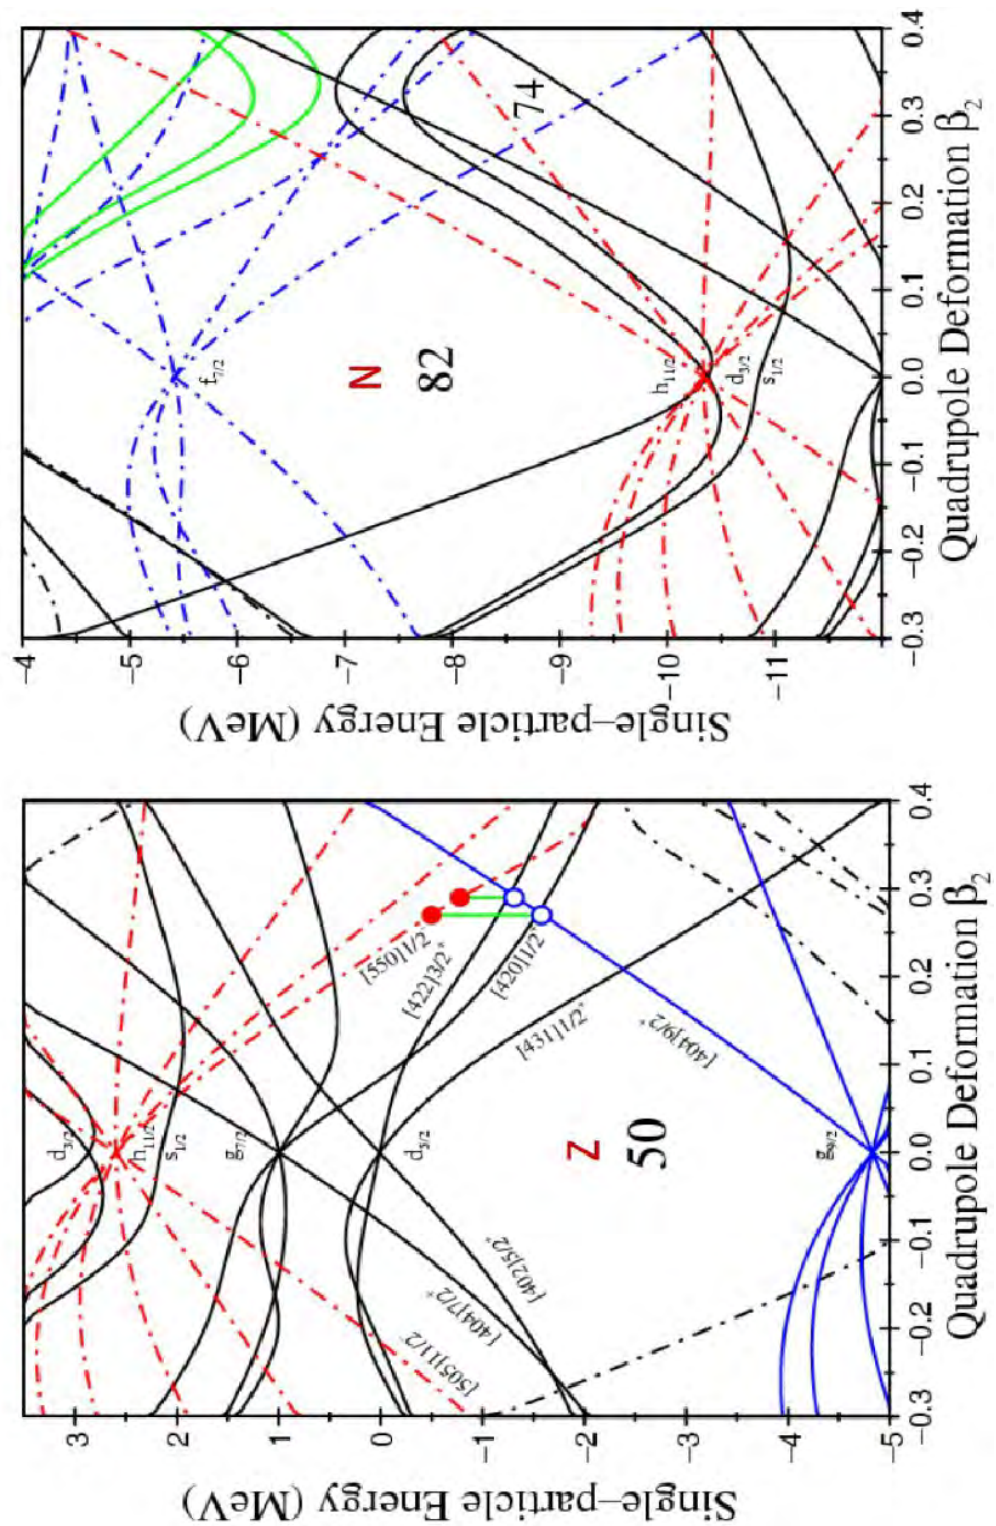 Single–particle Energy (MeV)
3
2
1
0
−1
−2
−3
−4
−5
d3/2
h11/2
s1/2
g7/2
d5/2
[550]1/2
[422]3/2+
[420]1/2+
[431]1/2+
[404]9/2+
[402]5/2+
[404]7/2+
[505]11/2
Z
50
g9/2
−0.3
−0.2
−0.1
0.0
0.1
0.2
0.3
0.4
Quadrupole Deformation β2
Single–particle Energy (MeV)
−4
−5
−6
−7
−8
−9
−10
−11
f7/2
N
82
74
h11/2
d3/2
s1/2
−0.3
−0.2
−0.1
0.0
0.1
0.2
0.3
0.4
Quadrupole Deformation β2